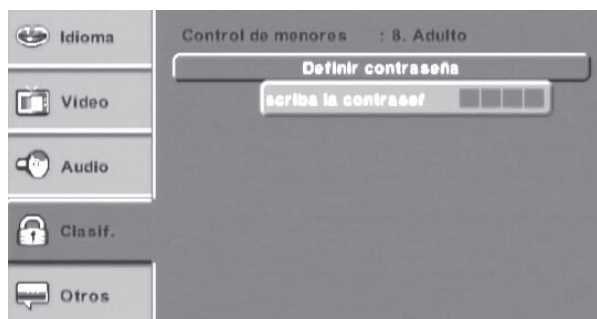 Idioma
Control de menores : 8. Adulto
Definir contraseña
Video
scriba la contraseñ
Audio
Clasif.
Otros